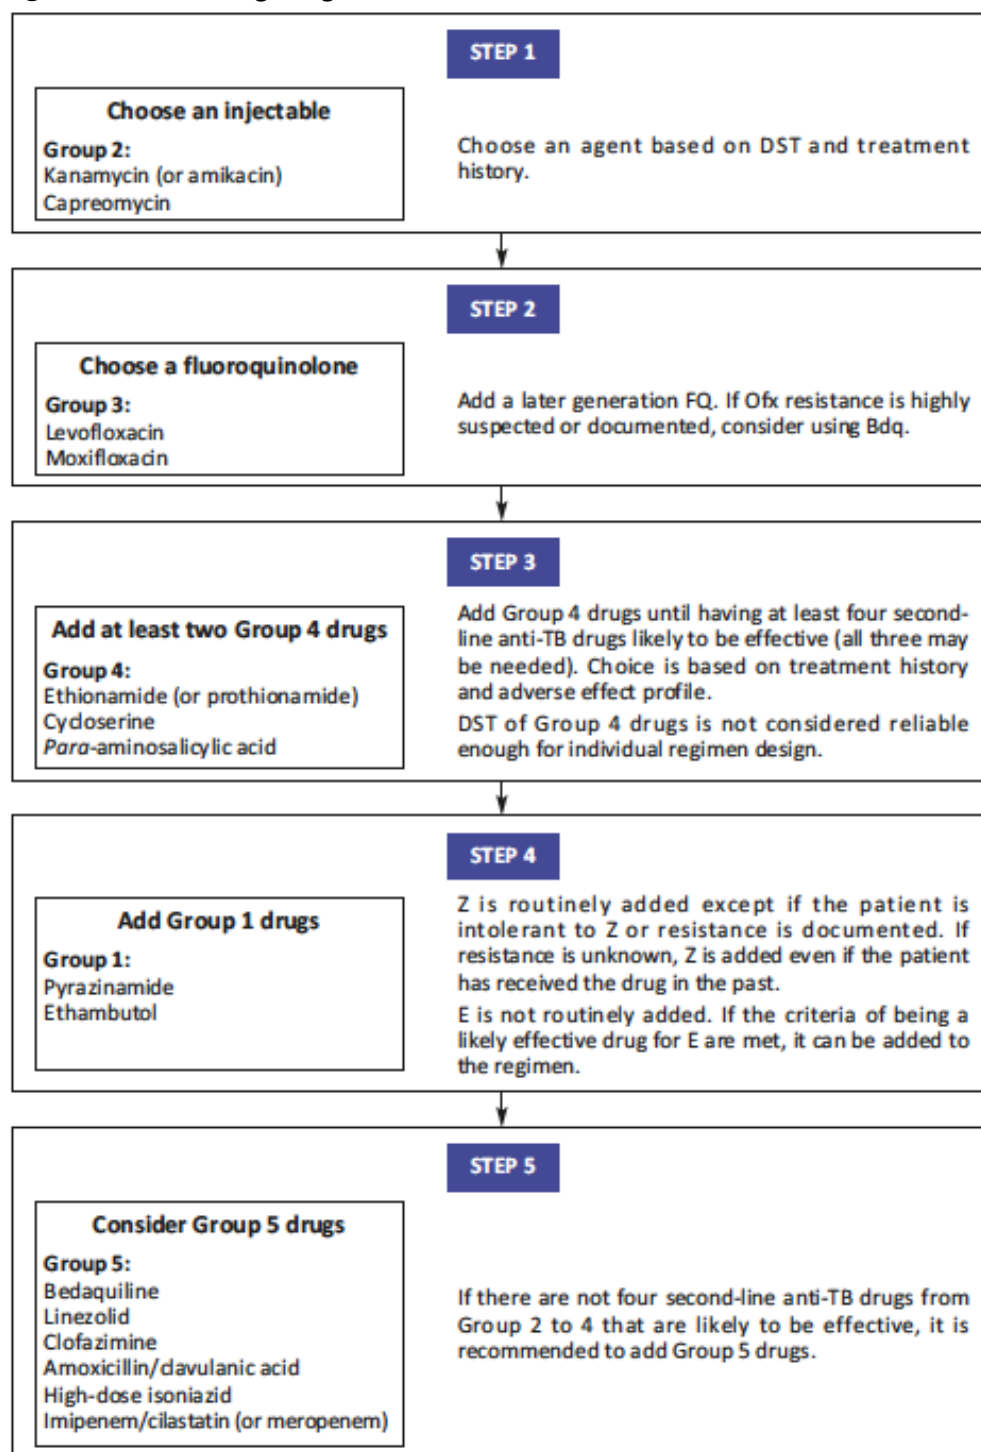 STEP 1
Choose an injectable
Group 2:
Kanamycin (or amikacin)
Capreomycin
Choose an agent based on DST and treatment
history.
STEP 2
Choose a fluoroquinolone
Group 3:
Levofloxacin
Moxifloxacin
Add a later generation FQ. If Ofx resistance is highly
suspected or documented, consider using Bdq.
STEP 3
Add at least two Group 4 drugs
Group 4:
Ethionamide (or prothionamide)
Cycloserine
Para-aminosalicylic acid
Add Group 4 drugs until having at least four second-
line anti-TB drugs likely to be effective (all three may
be needed). Choice is based on treatment history
and adverse effect profile.
DST of Group 4 drugs is not considered reliable
enough for individual regimen design.
STEP 4
Add Group 1 drugs
Group 1:
Pyrazinamide
Ethambutol
Z is routinely added except if the patient is
intolerant to Z or resistance is documented. If
resistance is unknown, Z is added even if the patient
has received the drug in the past.
E is not routinely added. If the criteria of being a
likely effective drug for E are met, it can be added to
the regimen.
STEP 5
Consider Group 5 drugs
Group 5:
Bedaquiline
Linezolid
Clofazimine
Amoxicillin/clavulanic acid
High-dose isoniazid
Imipenem/cilastatin (or meropenem)
If there are not four second-line anti-TB drugs from
Group 2 to 4 that are likely to be effective, it is
recommended to add Group 5 drugs.